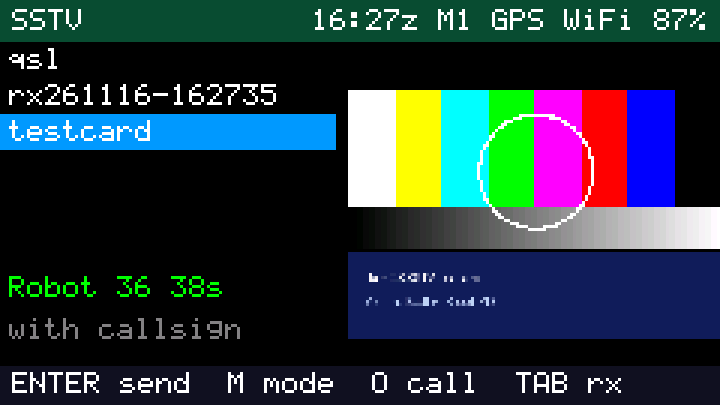 SSTV 16:27z M1 GPS WiFi 87%
qsl
rx261116-162735
testcard
Robot 36 38s
with callsign
ENTER send M mode O call TAB rx